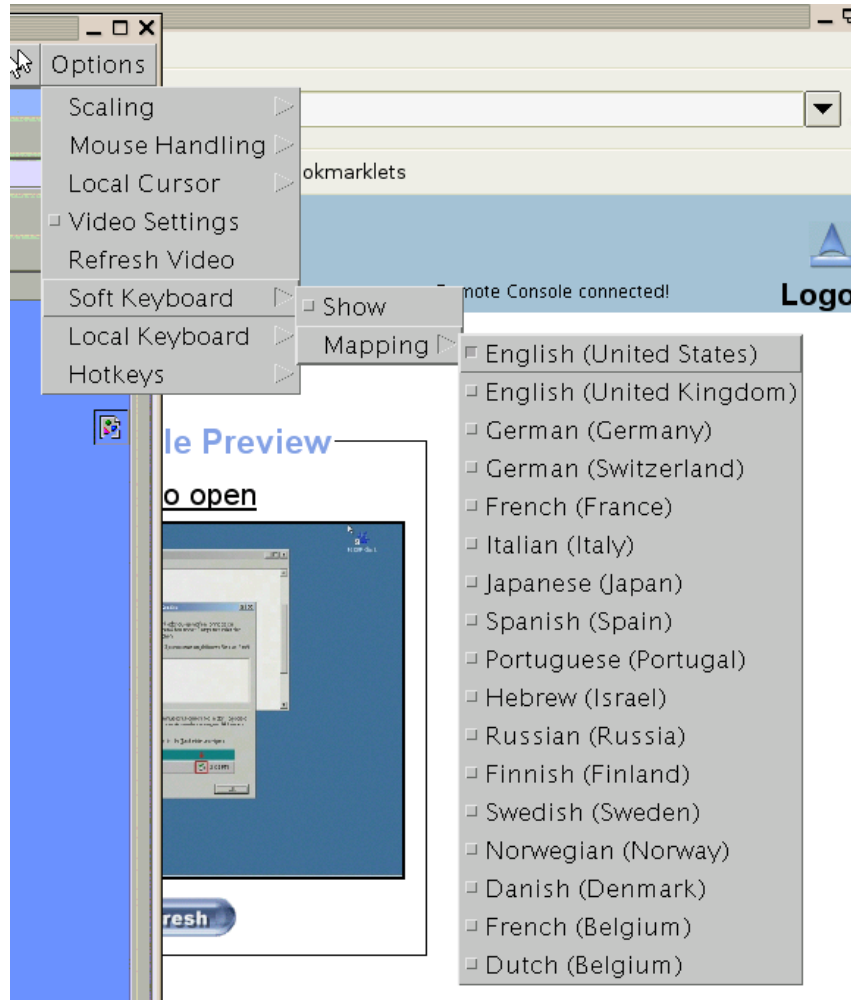 Options
Scaling
Mouse Handling
Local Cursor
Video Settings
Refresh Video
Soft Keyboard
Local Keyboard
Hotkeys
Show
Mapping
English (United States)
English (United Kingdom)
German (Germany)
German (Switzerland)
French (France)
Italian (Italy)
Japanese (Japan)
Spanish (Spain)
Portuguese (Portugal)
Hebrew (Israel)
Russian (Russia)
Finnish (Finland)
Swedish (Sweden)
Norwegian (Norway)
Danish (Denmark)
French (Belgium)
Dutch (Belgium)
okmarklets
mote Console connected!
Logo
le Preview
o open
resh